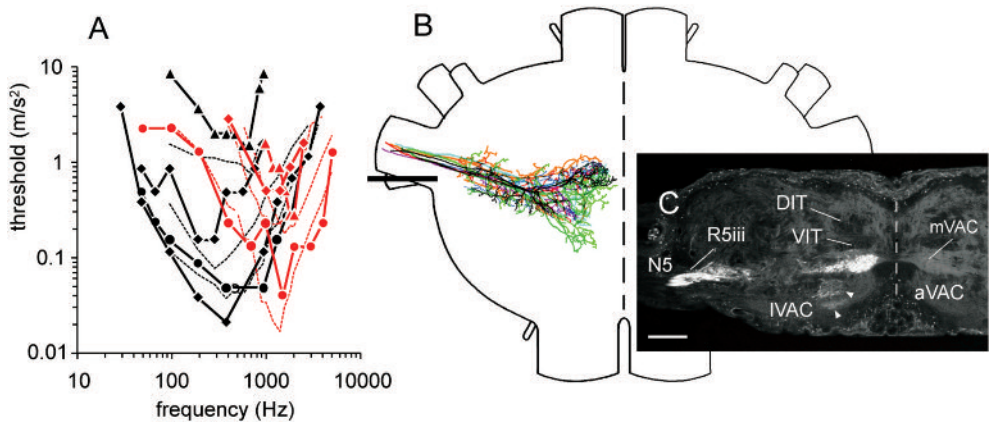 A
B
10
1
0.1
0.01
threshold (m/s²)
10
100
1000
10000
frequency (Hz)
C
DIT
VIT
R5iii
N5
mVAC
aVAC
lVAC